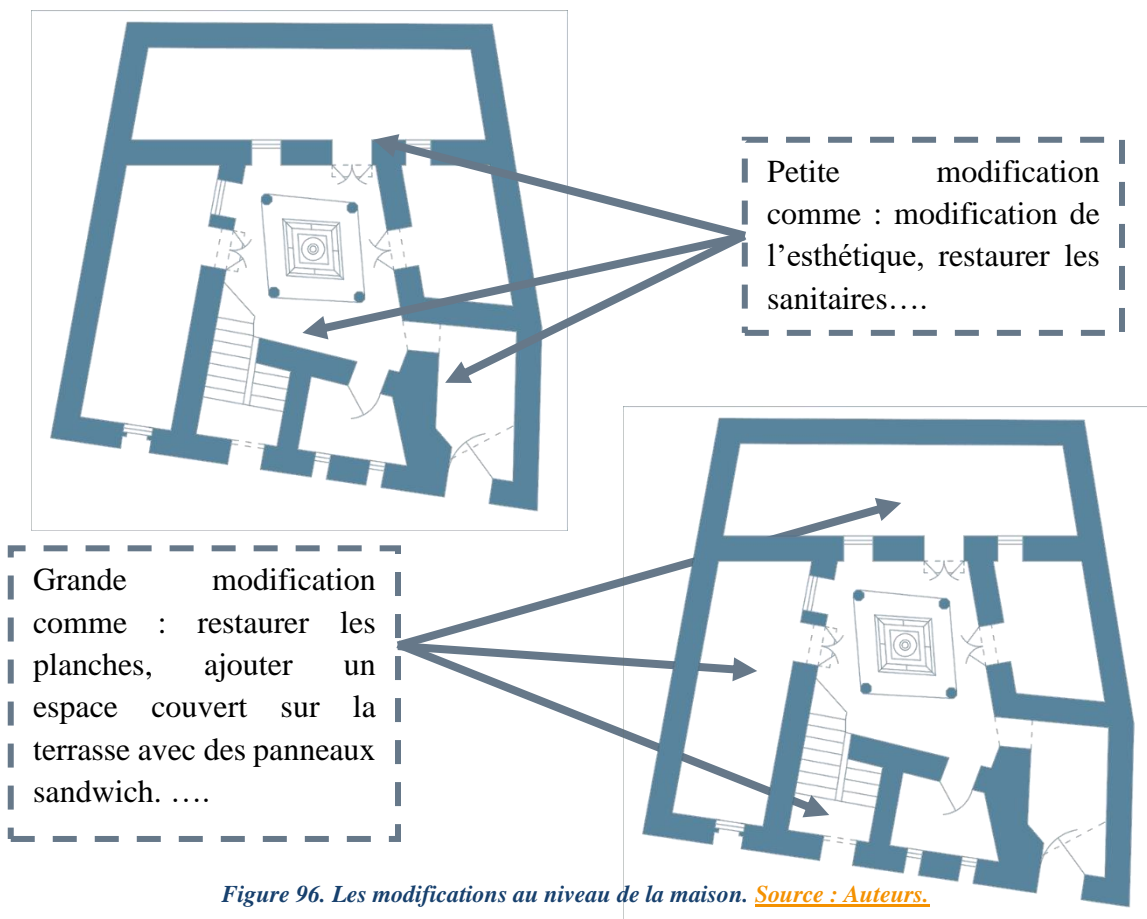 Petite modification
comme : modification de
l’esthétique, restaurer les
sanitaires….
Grande modification
comme : restaurer les
planches, ajouter un
espace couvert sur la
terrasse avec des panneaux
sandwich. ….
Figure 96. Les modifications au niveau de la maison. Source : Auteurs.